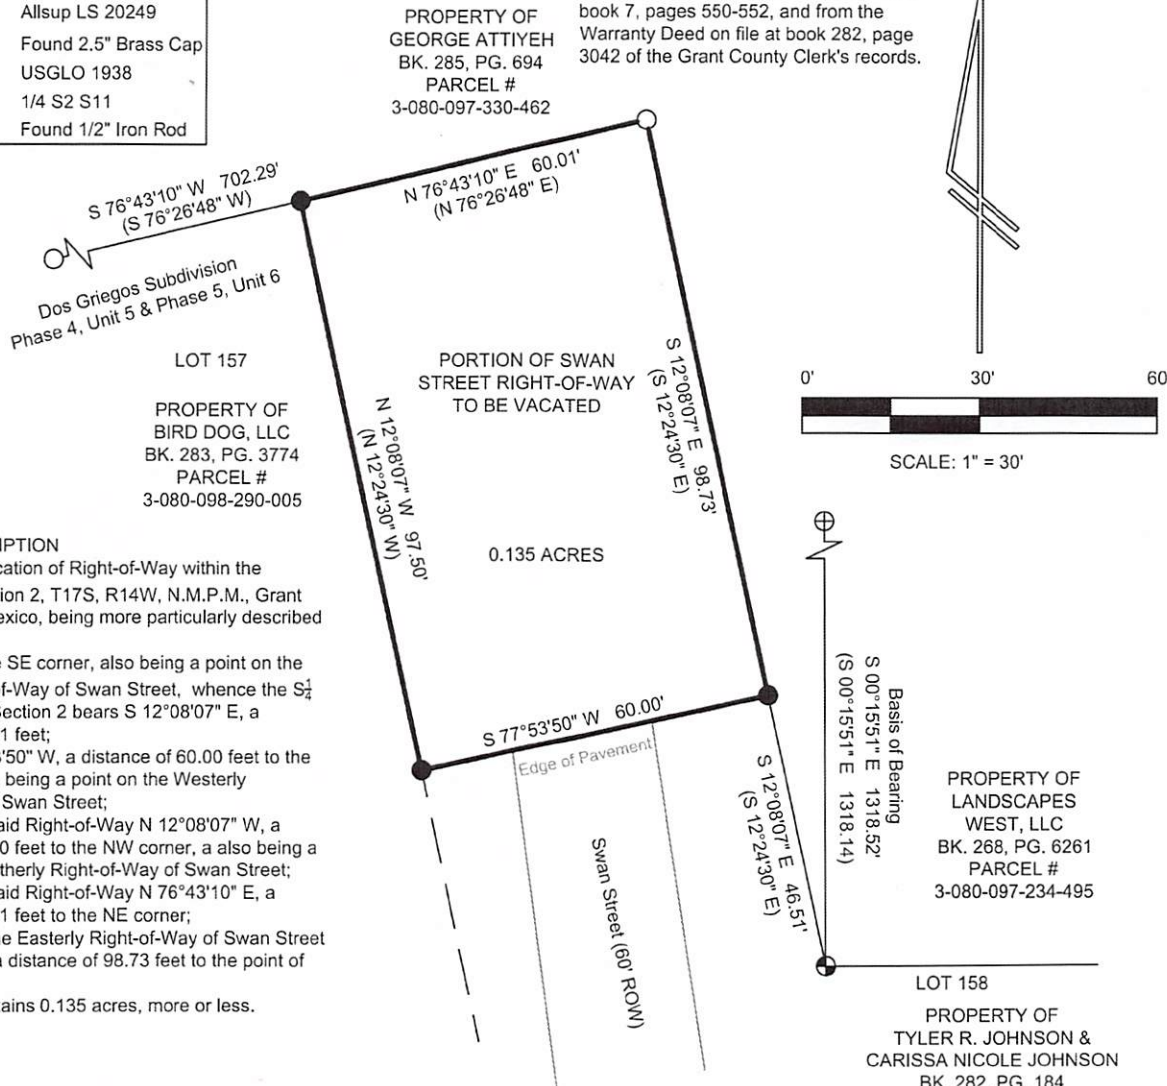 Allsup LS 20249
Found 2.5" Brass Cap
USGLO 1938
1/4 S2 S11
Found 1/2" Iron Rod
PROPERTY OF
GEORGE ATTIYEH
BK. 285, PG. 694
PARCEL #
3-080-097-330-462
book 7, pages 550-552, and from the
Warranty Deed on file at book 282, page
3042 of the Grant County Clerk's records.
S 76°43'10" W 702.29'
(S 76°26'48" W)
N 76°43'10" E 60.01'
(N 76°26'48" E)
Dos Griegos Subdivision
Phase 4, Unit 5 & Phase 5, Unit 6
LOT 157
PROPERTY OF
BIRD DOG, LLC
BK. 283, PG. 3774
PARCEL #
3-080-098-290-005
PORTION OF SWAN
STREET RIGHT-OF-WAY
TO BE VACATED
N 12°08'07" W 97.50'
(N 12°24'30" W)
S 12°08'07" E 98.73'
(S 12°24'30" E)
0.135 ACRES
0' 30' 60
SCALE: 1" = 30'
IPTION
cation of Right-of-Way within the
ion 2, T17S, R14W, N.M.P.M., Grant
exico, being more particularly described
e SE corner, also being a point on the
of-Way of Swan Street, whence the S1/4
Section 2 bears S 12°08'07" E, a
1 feet;
3'50" W, a distance of 60.00 feet to the
being a point on the Westerly
Swan Street;
aid Right-of-Way N 12°08'07" W, a
0 feet to the NW corner, a also being a
therly Right-of-Way of Swan Street;
aid Right-of-Way N 76°43'10" E, a
1 feet to the NE corner;
e Easterly Right-of-Way of Swan Street
a distance of 98.73 feet to the point of
tains 0.135 acres, more or less.
S 77°53'50" W 60.00'
Edge of Pavement
Swan Street (60' ROW)
S 12°08'07" E 46.51'
(S 12°24'30" E)
Basis of Bearing
S 00°15'51" E 1318.52'
(S 00°15'51" E 1318.14)
PROPERTY OF
LANDSCAPES
WEST, LLC
BK. 268, PG. 6261
PARCEL #
3-080-097-234-495
LOT 158
PROPERTY OF
TYLER R. JOHNSON &
CARISSA NICOLE JOHNSON
BK. 282, PG. 184